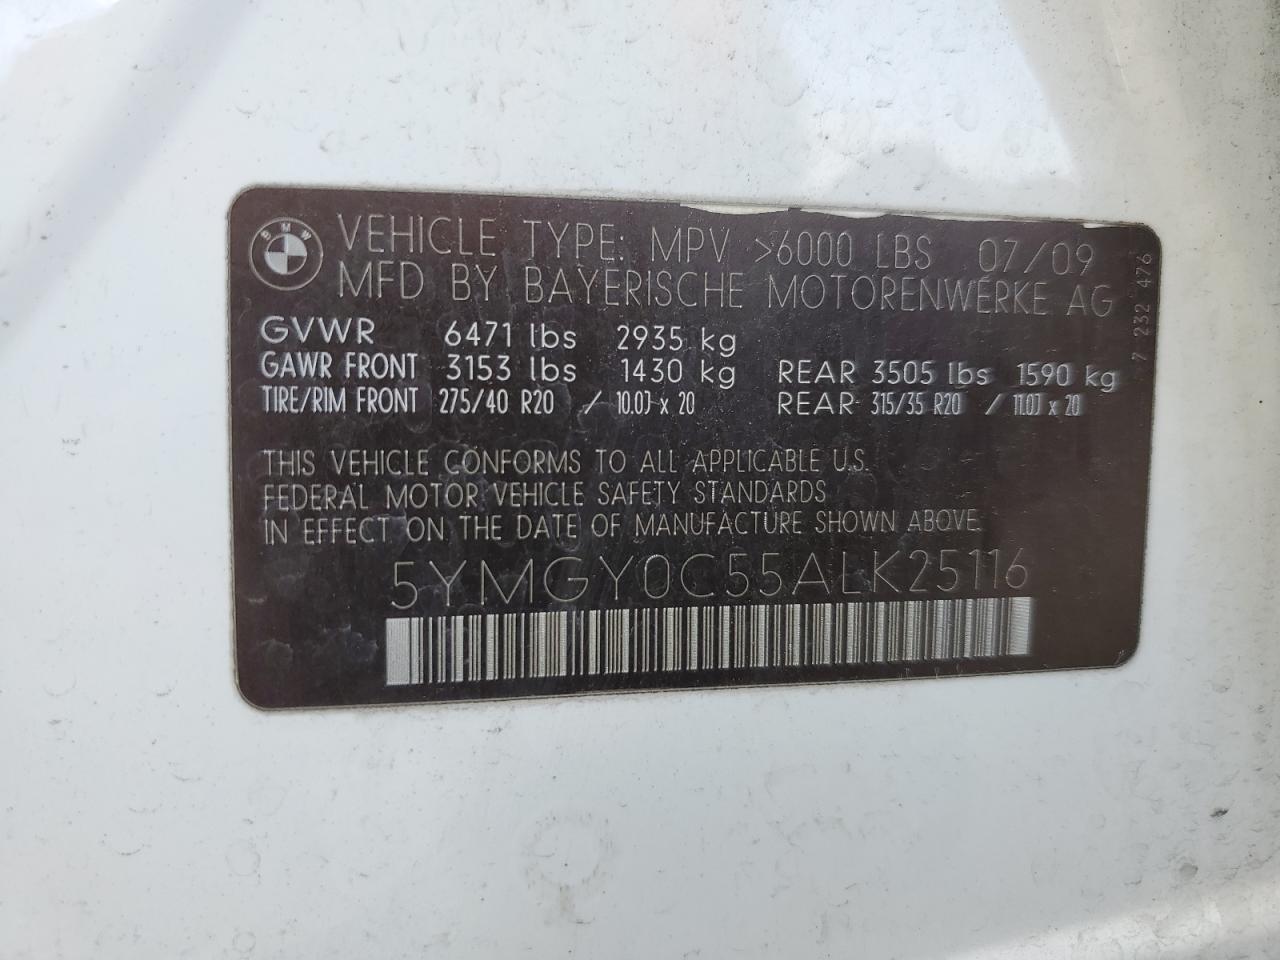 BMW
VEHICLE TYPE: MPV >6000 LBS 07/09
MFD BY BAYERISCHE MOTORENWERKE AG
GVWR 6471 lbs 2935 kg
GAWR FRONT 3153 lbs 1430 kg REAR 3505 lbs 1590 kg
TIRE/RIM FRONT 275/40 R20 / 10.0J x 20 REAR 315/35 R20 / 11.0J x 20
THIS VEHICLE CONFORMS TO ALL APPLICABLE U.S.
FEDERAL MOTOR VEHICLE SAFETY STANDARDS
IN EFFECT ON THE DATE OF MANUFACTURE SHOWN ABOVE.
5YMGY0C55ALK25116
7 232 476